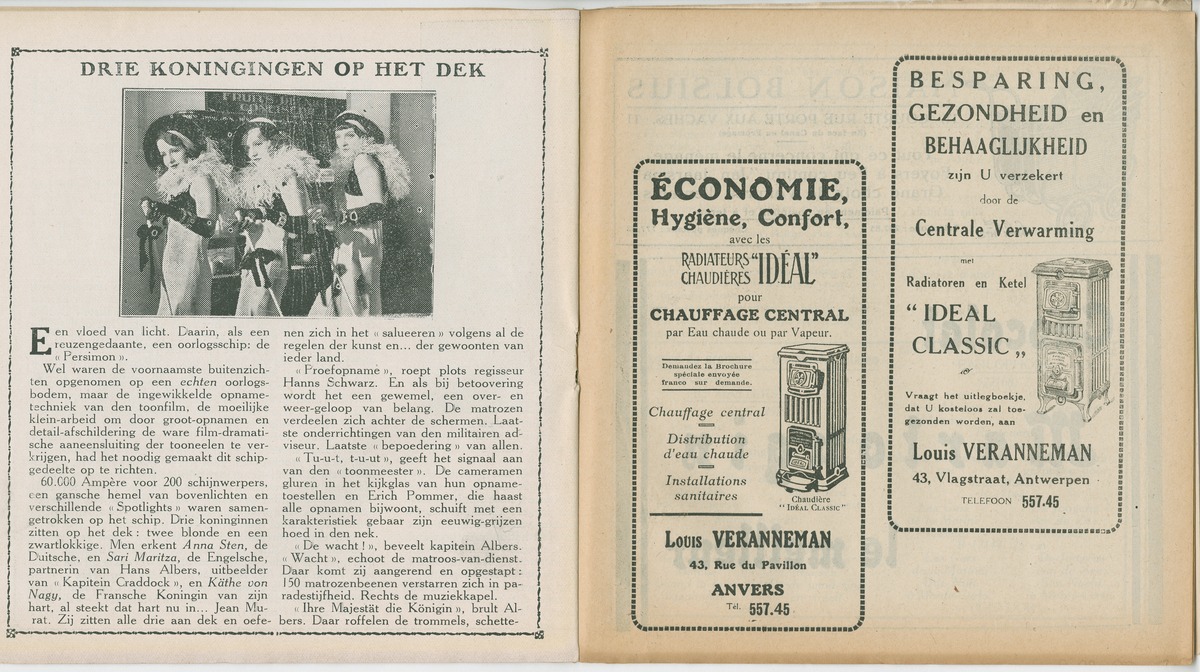 DRIE KONINGINGEN OP HET DEK
Een vloed van licht. Daarin, als een
reuzengedaante, een oorlogsschip: de
« Persimon ».
Wel waren de voornaamste buitenzich-
ten opgenomen op een echten oorlogs-
bodem, maar de ingewikkelde opname-
techniek van den toonfilm, de moeilijke
klein-arbeid om door groot-opnamen en
detail-afschildering de ware film-dramati-
sche aaneensluiting der tooneelen te ver-
krijgen, had het noodig gemaakt dit schip-
gedeelte op te richten.
60.000 Ampère voor 200 schijnwerpers,
een gansche hemel van bovenlichten en
verschillende « Spotlights » waren samen-
getrokken op het schip. Drie koninginnen
zitten op het dek : twee blonde en een
zwartlokkige. Men erkent Anna Sten, de
Duitsche, en Sari Maritza, de Engelsche,
partnerin van Hans Albers, uitbeelder
van « Kapitein Craddock », en Käthe von
Nagy, de Fransche Koningin van zijn
hart, al steekt dat hart nu in... Jean Mu-
rat. Zij zitten alle drie aan dek en oefe-
nen zich in het « salueeren » volgens al de
regelen der kunst en... der gewoonten van
ieder land.
« Proefopname », roept plots regisseur
Hanns Schwarz. En als bij betoovering
wordt het een gewemel, een over- en
weer-geloop van belang. De matrozen
verdeelen zich achter de schermen. Laat-
ste onderrichtingen van den militairen ad-
viseur. Laatste « bepoedering » van allen.
« Tu-u-t, t-u-ut », geeft het signaal aan
van den « toonmeester ». De cameramen
gluren in het kijkglas van hun opname-
toestellen en Erich Pommer, die haast
alle opnamen bijwoont, schuift met een
karakteristiek gebaar zijn eeuwig-grijzen
hoed in den nek.
« De wacht ! », beveelt kapitein Albers.
« Wacht », echoot de matroos-van-dienst.
Daar komt zij aangerend en opgestapt :
150 matrozenbeenen verstarren zich in pa-
radestijfheid. Rechts de muziekkapel.
« Ihre Majestät die Königin », brult Al-
bers. Daar roffelen de trommels, schette-
ÉCONOMIE,
Hygiène, Confort,
avec les
RADIATEURS
CHAUDIÈRES "IDÉAL"
pour
CHAUFFAGE CENTRAL
par Eau chaude ou par Vapeur.
Demandez la Brochure
spéciale envoyée
franco sur demande.
Chauffage central
Distribution
d'eau chaude
Installations
sanitaires
Chaudière
"IDÉAL CLASSIC"
Louis VERANNEMAN
43, Rue du Pavillon
ANVERS
Tél. 557.45
BESPARING,
GEZONDHEID en
BEHAAGLIJKHEID
zijn U verzekert
door de
Centrale Verwarming
met
Radiatoren en Ketel
" IDEAL
CLASSIC „
Vraagt het uitlegboekje,
dat U kosteloos zal toe-
gezonden worden, aan
Louis VERANNEMAN
43, Vlagstraat, Antwerpen
TELEFOON 557.45